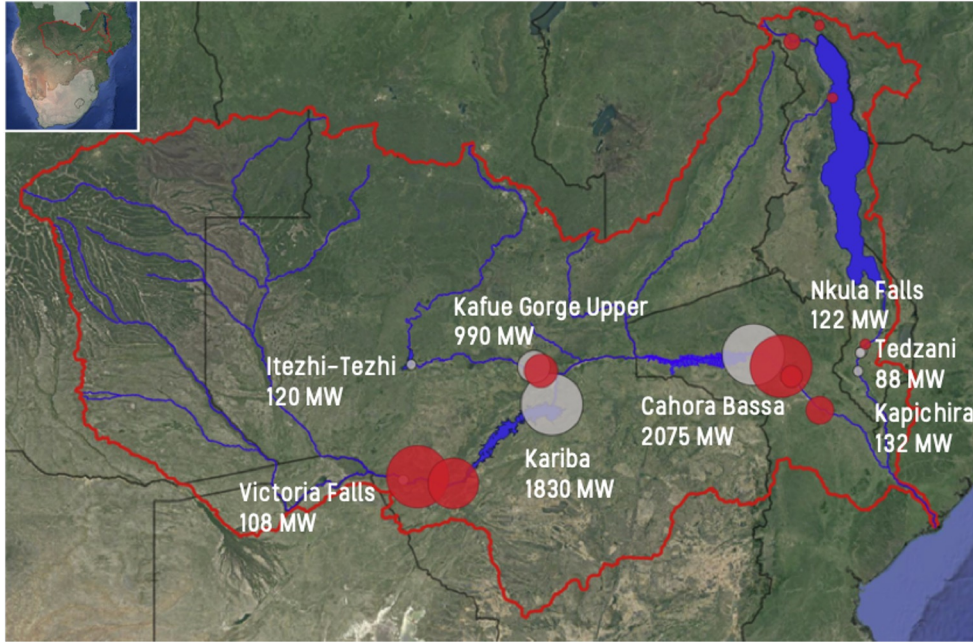 Kafue Gorge Upper
990 MW
Nkula Falls
122 MW
Itezhi-Tezhi
120 MW
Tedzani
88 MW
Cahora Bassa
2075 MW
Kapichira
132 MW
Kariba
1830 MW
Victoria Falls
108 MW